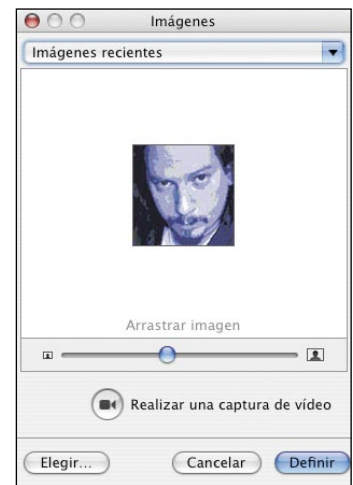 Imágenes
Imágenes recientes
Arrastrar imagen
Realizar una captura de vídeo
Elegir...
Cancelar
Definir